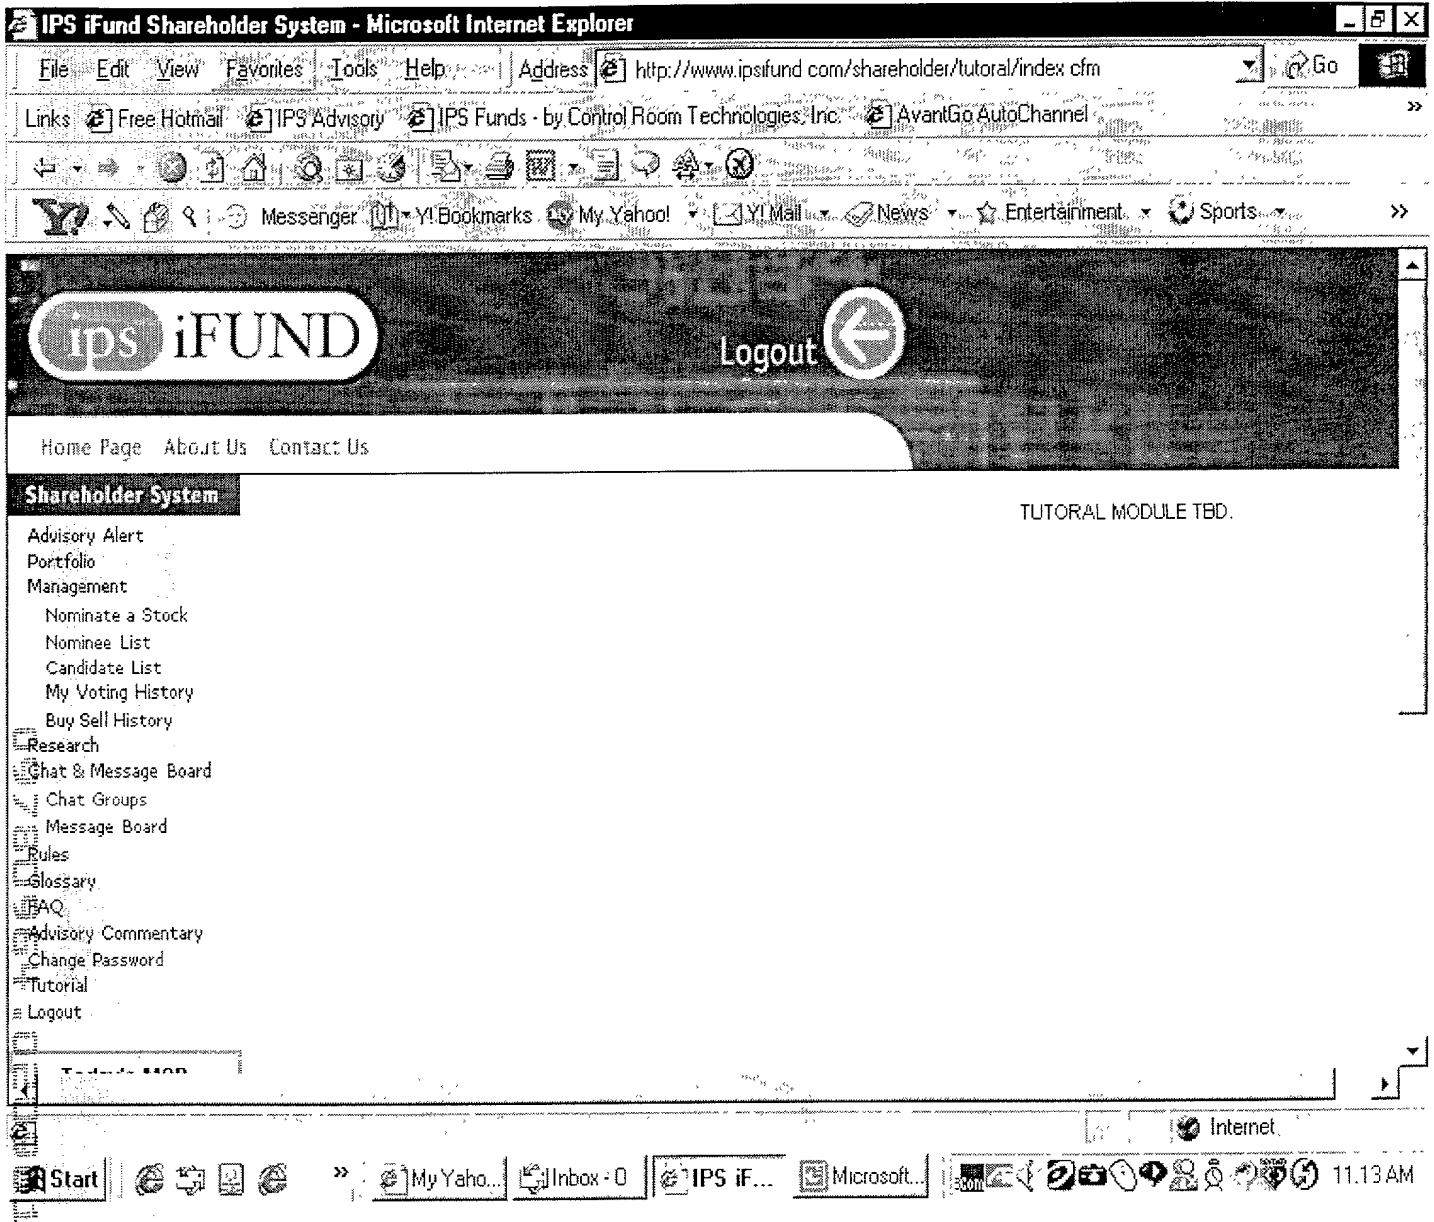 IPS iFund Shareholder System - Microsoft Internet Explorer
File Edit View Favorites Tools Help Address http://www.ipsifund com/shareholder/tutoral/index cfm Go
Links Free Hotmail IPS Advisory IPS Funds - by Control Room Technologies, Inc. AvantGo AutoChannel »
Y! Messenger Y! Bookmarks My Yahoo! Y! Mail News Entertainment Sports »
ips iFUND
Logout
Home Page About Us Contact Us
Shareholder System
TUTORAL MODULE TBD.
Advisory Alert
Portfolio
Management
Nominate a Stock
Nominee List
Candidate List
My Voting History
Buy Sell History
Research
Chat & Message Board
Chat Groups
Message Board
Rules
Glossary
FAQ
Advisory Commentary
Change Password
Tutorial
Logout
Internet
Start » My Yaho... Inbox - O IPS iF... Microsoft... 11.13 AM